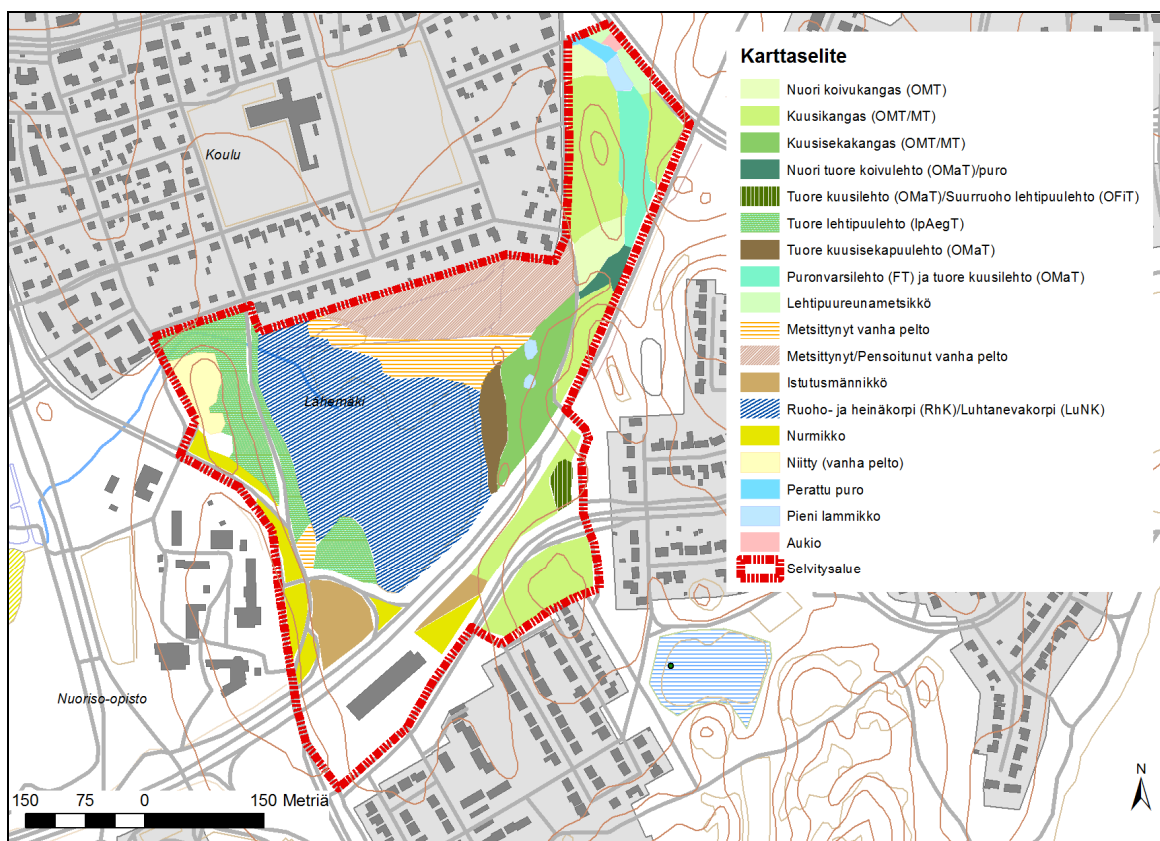 Karttaselite
Nuori koivukangas (OMT)
Kuusikangas (OMT/MT)
Kuusisekakangas (OMT/MT)
Nuori tuore koivulehto (OMaT)/puro
Tuore kuusilehto (OMaT)/Suurruoho lehtipuulehto (OFiT)
Tuore lehtipuulehto (lpAegT)
Tuore kuusisekapuulehto (OMaT)
Puronvarsilehto (FT) ja tuore kuusilehto (OMaT)
Lehtipuureunametsikkö
Metsittynyt vanha pelto
Metsittynyt/Pensoitunut vanha pelto
Istutusmännikkö
Ruoho- ja heinäkorpi (RhK)/Luhtanevakorpi (LuNK)
Nurmikko
Niitty (vanha pelto)
Perattu puro
Pieni lammikko
Aukio
Selvitysalue
Koulu
Lähemäki
Nuoriso-opisto
150 75 0 150 Metriä
N